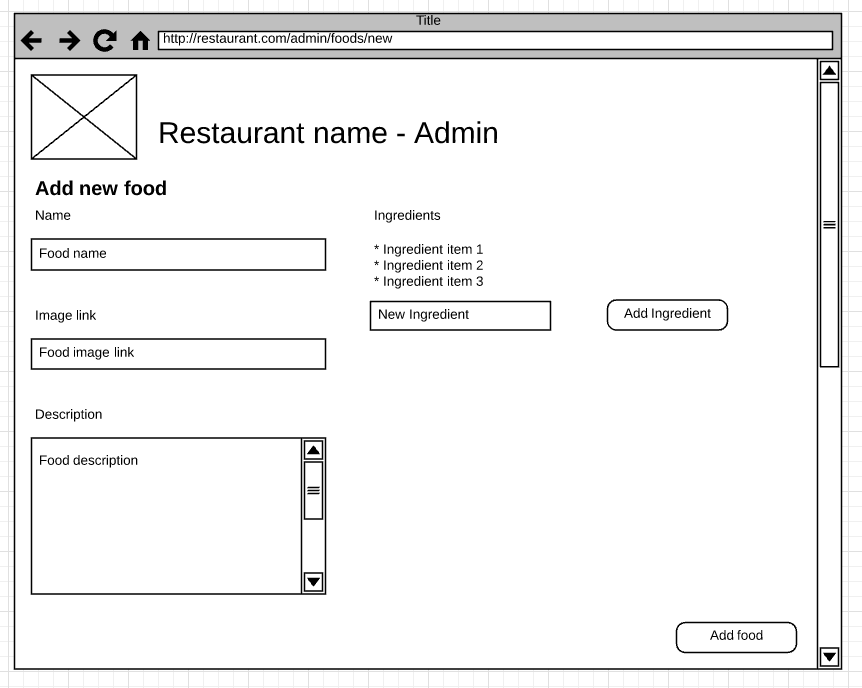 Title
http://restaurant.com/admin/foods/new
Restaurant name - Admin
Add new food
Name
Food name
Image link
Food image link
Description
Food description
Ingredients
* Ingredient item 1
* Ingredient item 2
* Ingredient item 3
New Ingredient
Add Ingredient
Add food